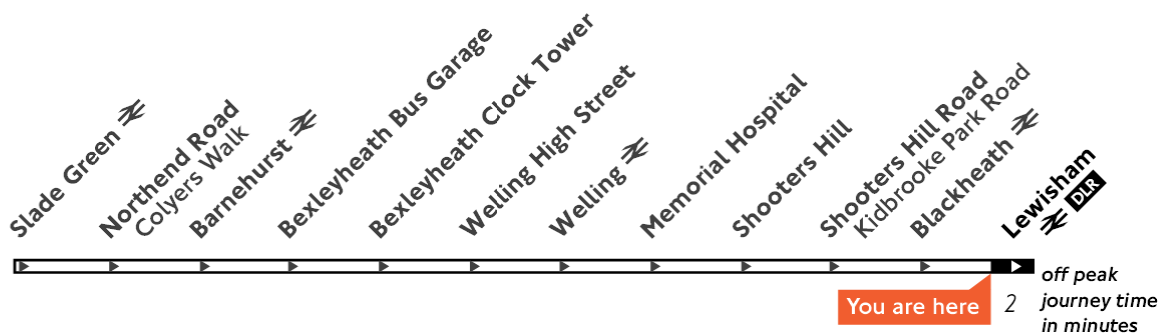 Slade Green
Northend Road
Colyers Walk
Barnehurst
Bexleyheath Bus Garage
Bexleyheath Clock Tower
Welling High Street
Welling
Memorial Hospital
Shooters Hill
Shooters Hill Road
Kidbrooke Park Road
Blackheath
Lewisham
DLR
You are here
2
off peak
journey time
in minutes